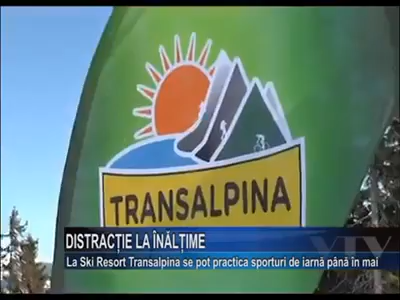 TRANSALPINA
DISTRACȚIE LA ÎNĂLȚIME
La Ski Resort Transalpina se pot practica sporturi de iarnă până în mai